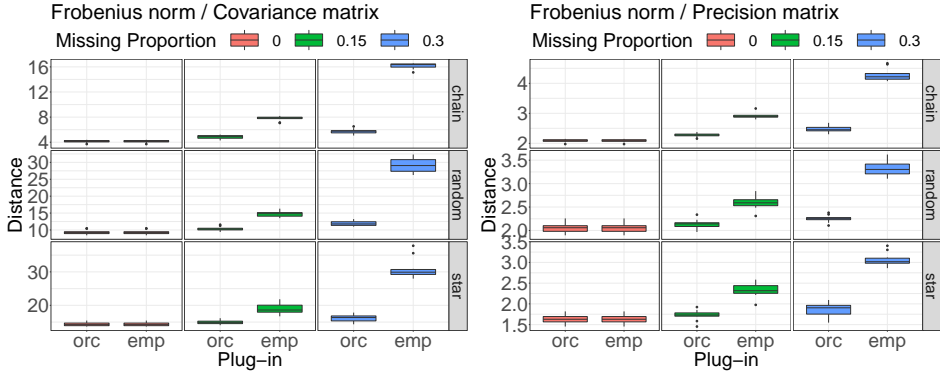 Frobenius norm / Covariance matrix
Missing Proportion 0 0.15 0.3
Distance
16
12
8
4
chain
30
25
20
15
10
random
30
20
star
orc emp orc emp orc emp
Plug-in
Frobenius norm / Precision matrix
Missing Proportion 0 0.15 0.3
Distance
4
3
2
chain
3.5
3.0
2.5
2.0
random
3.5
3.0
2.5
2.0
1.5
star
orc emp orc emp orc emp
Plug-in